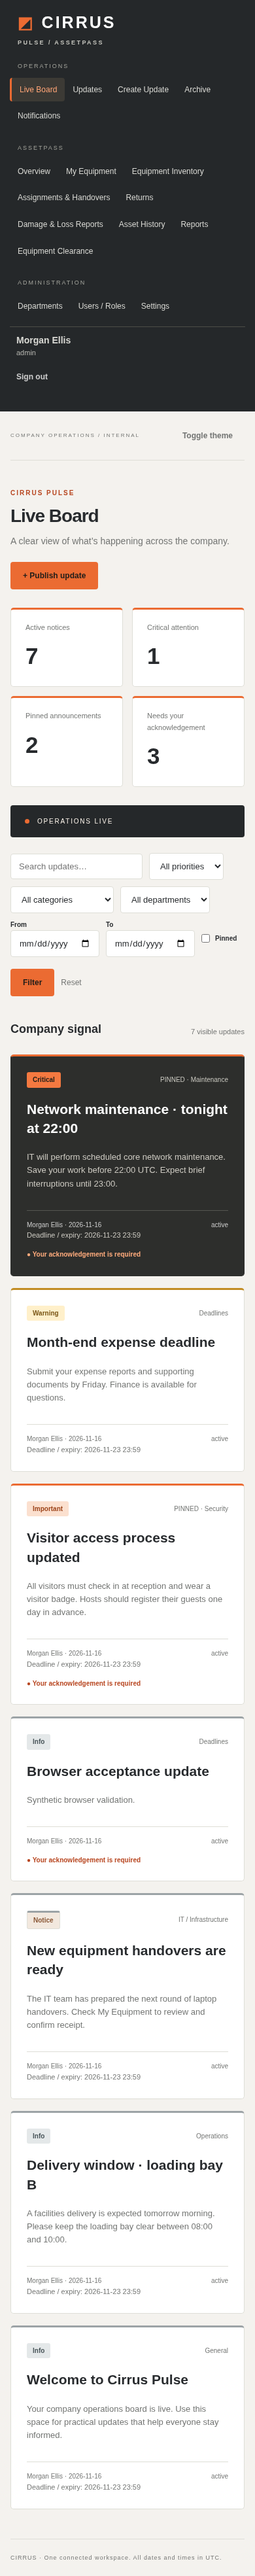 CIRRUS
PULSE / ASSETPASS
OPERATIONS
Live Board Updates Create Update Archive
Notifications
ASSETPASS
Overview My Equipment Equipment Inventory
Assignments & Handovers Returns
Damage & Loss Reports Asset History Reports
Equipment Clearance
ADMINISTRATION
Departments Users / Roles Settings
Morgan Ellis
admin
Sign out
COMPANY OPERATIONS / INTERNAL Toggle theme
CIRRUS PULSE
Live Board
A clear view of what's happening across the company.
+ Publish update
Active notices
7
Critical attention
1
Pinned announcements
2
Needs your
acknowledgement
3
OPERATIONS LIVE
Search updates… All priorities
All categories All departments
From To
mm/dd/yyyy mm/dd/yyyy Pinned
Filter Reset
Company signal 7 visible updates
Critical PINNED · Maintenance
Network maintenance · tonight
at 22:00
IT will perform scheduled core network maintenance.
Save your work before 22:00 UTC. Expect brief
interruptions until 23:00.
Morgan Ellis · 2026-11-16 active
Deadline / expiry: 2026-11-23 23:59
● Your acknowledgement is required
Warning Deadlines
Month-end expense deadline
Submit your expense reports and supporting
documents by Friday. Finance is available for
questions.
Morgan Ellis · 2026-11-16 active
Deadline / expiry: 2026-11-23 23:59
Important PINNED · Security
Visitor access process
updated
All visitors must check in at reception and wear a
visitor badge. Hosts should register their guests one
day in advance.
Morgan Ellis · 2026-11-16 active
Deadline / expiry: 2026-11-23 23:59
● Your acknowledgement is required
Info Deadlines
Browser acceptance update
Synthetic browser validation.
Morgan Ellis · 2026-11-16 active
● Your acknowledgement is required
Notice IT / Infrastructure
New equipment handovers are
ready
The IT team has prepared the next round of laptop
handovers. Check My Equipment to review and
confirm receipt.
Morgan Ellis · 2026-11-16 active
Deadline / expiry: 2026-11-23 23:59
Info Operations
Delivery window · loading bay
B
A facilities delivery is expected tomorrow morning.
Please keep the loading bay clear between 08:00
and 10:00.
Morgan Ellis · 2026-11-16 active
Deadline / expiry: 2026-11-23 23:59
Info General
Welcome to Cirrus Pulse
Your company operations board is live. Use this
space for practical updates that help everyone stay
informed.
Morgan Ellis · 2026-11-16 active
Deadline / expiry: 2026-11-23 23:59
CIRRUS · One connected workspace. All dates and times in UTC.